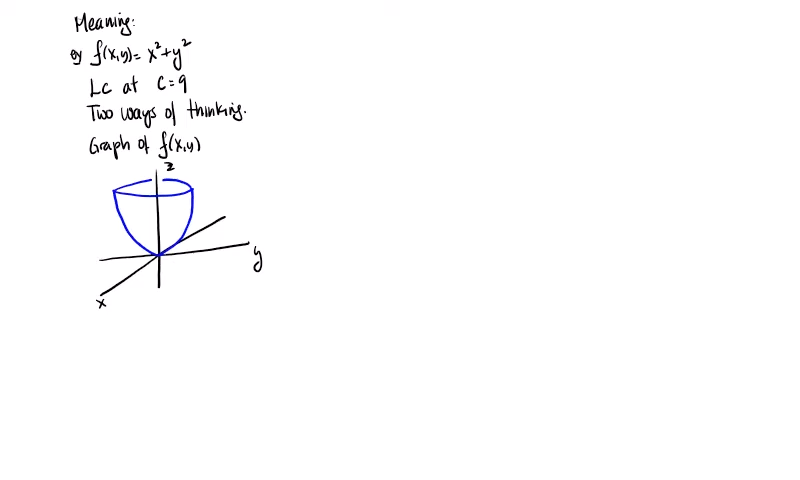 Meaning:
eg f(x,y)= x²+y²
LC at C=9
Two ways of thinking.
Graph of f(x,y)
z
y
x